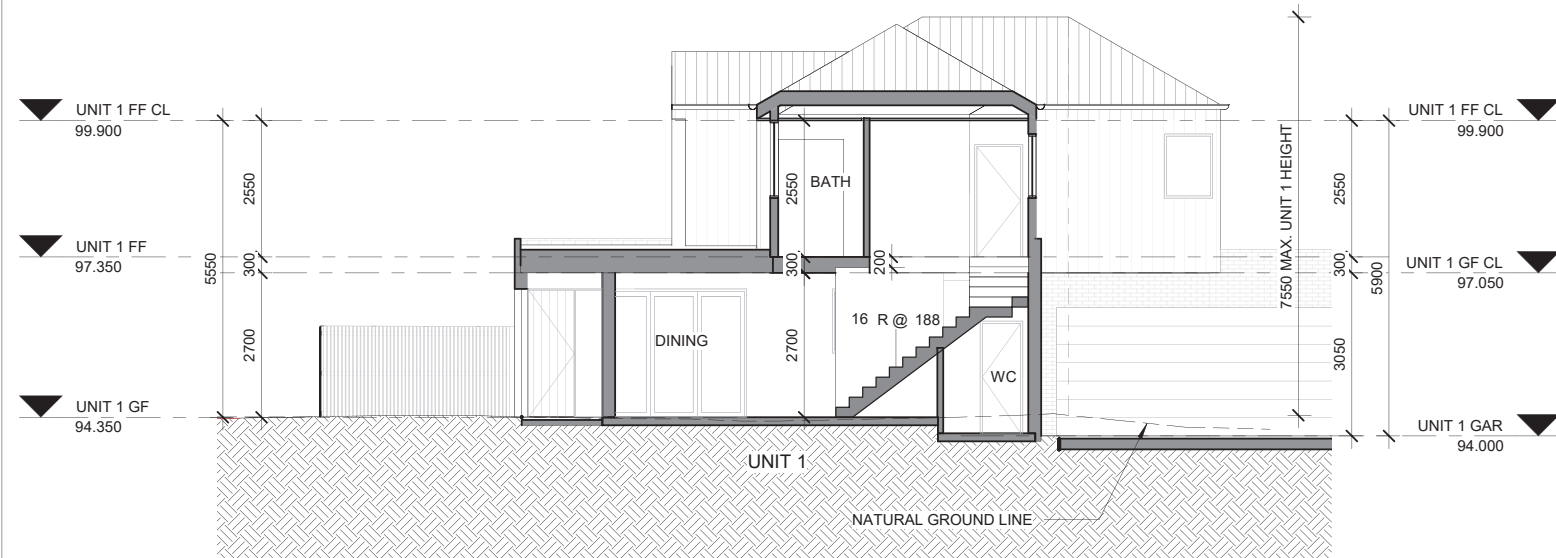 UNIT 1 FF CL
99.900
UNIT 1 FF CL
99.900
2550
2550
2550
5550
BATH
7550 MAX. UNIT 1 HEIGHT
UNIT 1 FF
97.350
300
300
200
300
5900
UNIT 1 GF CL
97.050
2700
DINING
2700
16 R @ 188
WC
3050
UNIT 1 GF
94.350
UNIT 1 GAR
94.000
UNIT 1
NATURAL GROUND LINE